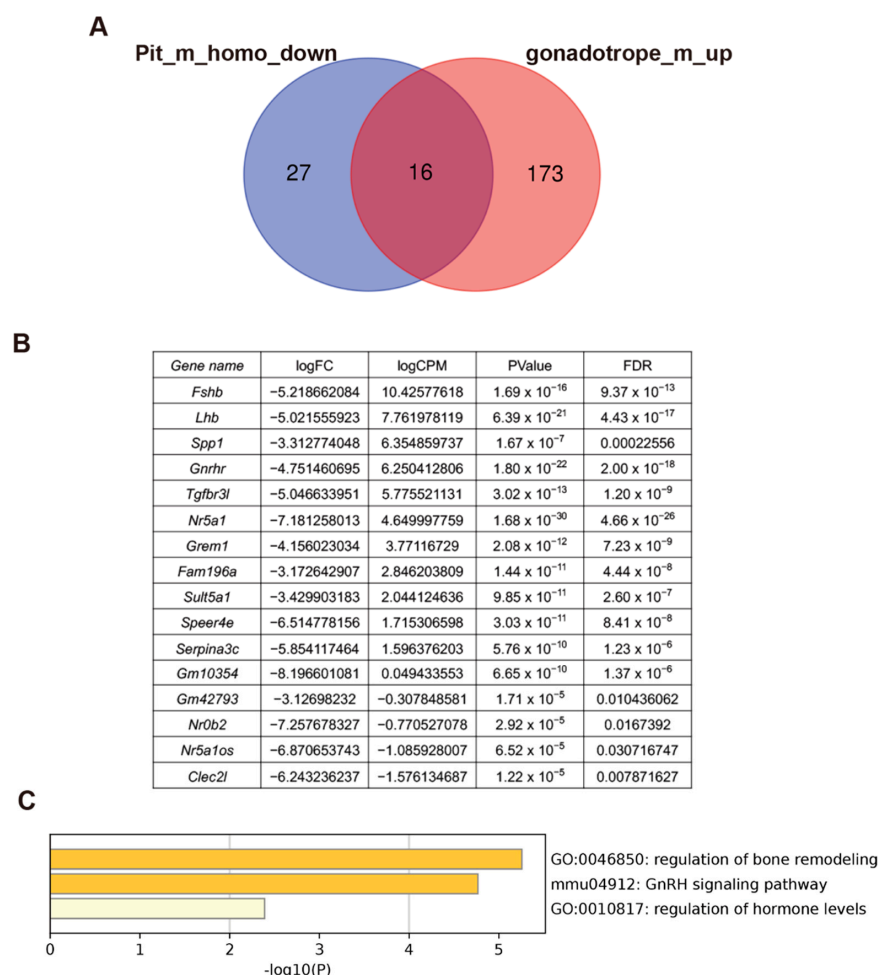 A
Pit_m_homo_down gonadotrope_m_up
27 16 173
B
Gene name logFC logCPM PValue FDR
Fshb −5.218662084 10.42577618 1.69 x 10⁻¹⁶ 9.37 x 10⁻¹³
Lhb −5.021555923 7.761978119 6.39 x 10⁻²¹ 4.43 x 10⁻¹⁷
Spp1 −3.312774048 6.354859737 1.67 x 10⁻⁷ 0.00022556
Gnrhr −4.751460695 6.250412806 1.80 x 10⁻²² 2.00 x 10⁻¹⁸
Tgfbr3l −5.046633951 5.775521131 3.02 x 10⁻¹³ 1.20 x 10⁻⁹
Nr5a1 −7.181258013 4.649997759 1.68 x 10⁻³⁰ 4.66 x 10⁻²⁶
Grem1 −4.156023034 3.77116729 2.08 x 10⁻¹² 7.23 x 10⁻⁹
Fam196a −3.172642907 2.846203809 1.44 x 10⁻¹¹ 4.44 x 10⁻⁸
Sult5a1 −3.429903183 2.044124636 9.85 x 10⁻¹¹ 2.60 x 10⁻⁷
Speer4e −6.514778156 1.715306598 3.03 x 10⁻¹¹ 8.41 x 10⁻⁸
Serpina3c −5.854117464 1.596376203 5.76 x 10⁻¹⁰ 1.23 x 10⁻⁶
Gm10354 −8.196601081 0.049433553 6.65 x 10⁻¹⁰ 1.37 x 10⁻⁶
Gm42793 −3.12698232 −0.307848581 1.71 x 10⁻⁵ 0.010436062
Nr0b2 −7.257678327 −0.770527078 2.92 x 10⁻⁵ 0.0167392
Nr5a1os −6.870653743 −1.085928007 6.52 x 10⁻⁵ 0.030716747
Clec2l −6.243236237 −1.576134687 1.22 x 10⁻⁵ 0.007871627
C
GO:0046850: regulation of bone remodeling
mmu04912: GnRH signaling pathway
GO:0010817: regulation of hormone levels
0 1 2 3 4 5
-log10(P)